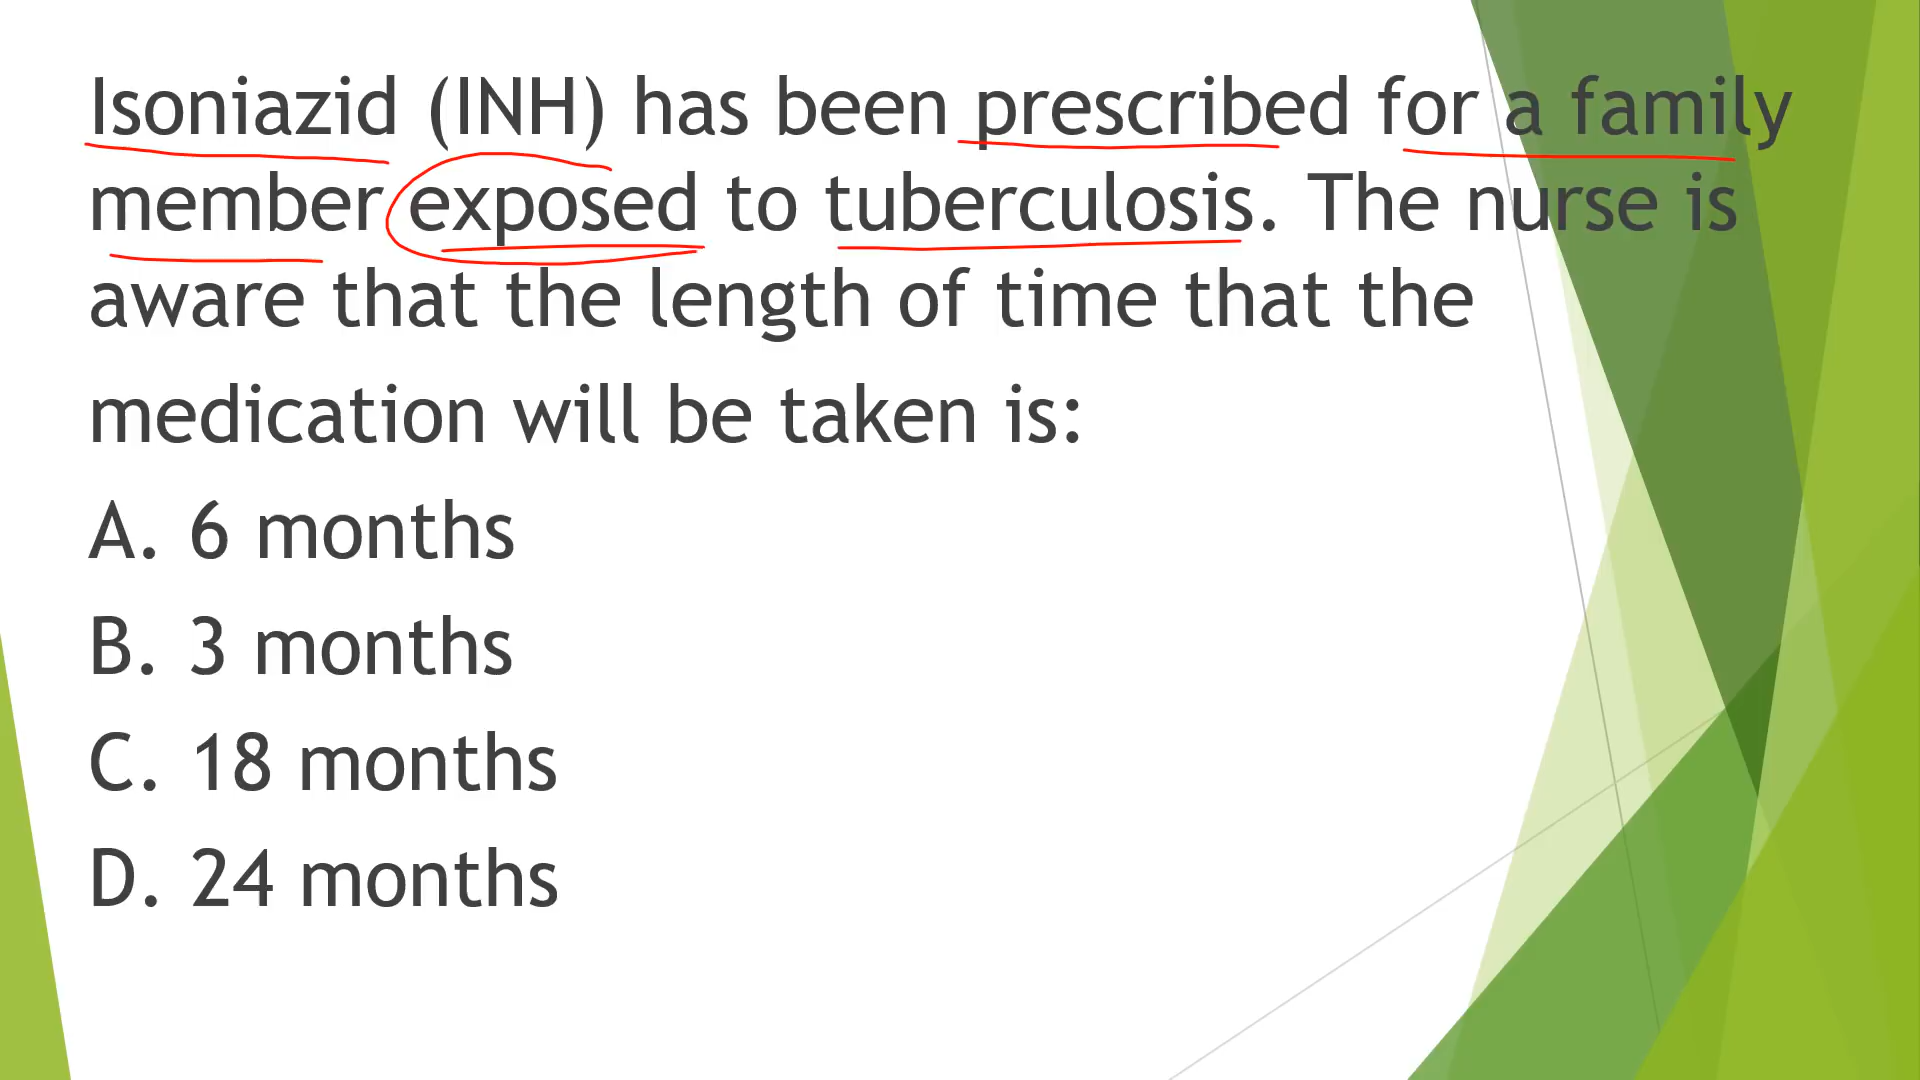 Isoniazid (INH) has been prescribed for a family
member exposed to tuberculosis. The nurse is
aware that the length of time that the
medication will be taken is:
A. 6 months
B. 3 months
C. 18 months
D. 24 months